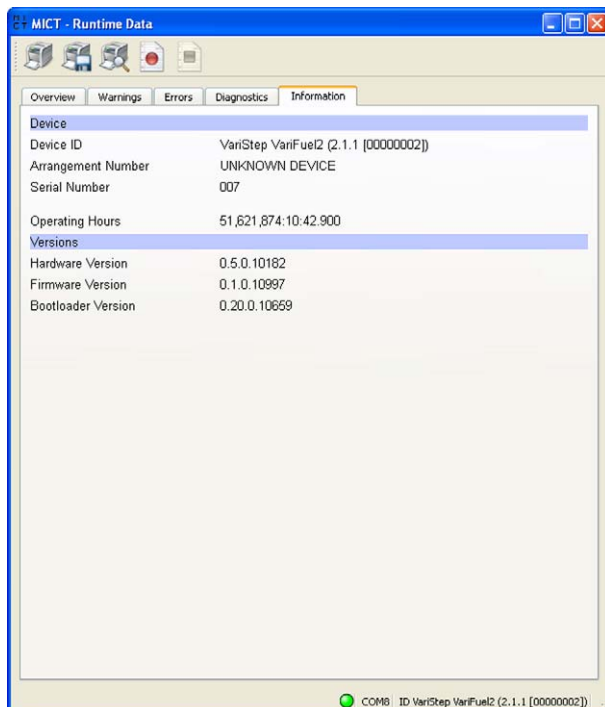 MICT - Runtime Data
Overview Warnings Errors Diagnostics Information
Device
Device ID VariStep VariFuel2 (2.1.1 [00000002])
Arrangement Number UNKNOWN DEVICE
Serial Number 007
Operating Hours 51,621,874:10:42.900
Versions
Hardware Version 0.5.0.10182
Firmware Version 0.1.0.10997
Bootloader Version 0.20.0.10659
COM8 ID VariStep VariFuel2 (2.1.1 [00000002])